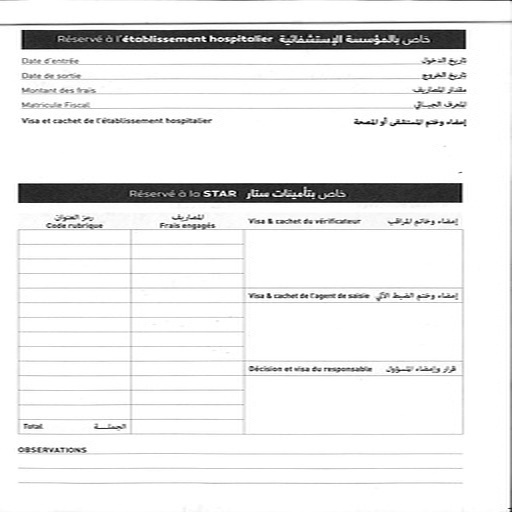 Réservé à l'établissement hospitalier خاص بالمؤسسة الإستشفائية
Date d'entrée تاريخ الدخول
Date de sortie تاريخ الخروج
Montant des frais مقدار المصاريف
Matricule Fiscal المعرف الجبـائي
Visa et cachet de l'établissement hospitalier إمضاء وختم المستشفى أو المصحة
Réservé à la STAR خاص بتأمينات ستار
رمز العنوان المصاريف
Code rubrique Frais engagés Visa & cachet du vérificateur إمضاء وخاتم المراقب
Visa & cachet de l'agent de saisie إمضاء وختم الضبط الآلي
Décision et visa du responsable قرار وإمضاء المسؤول
Total الجملـــة
OBSERVATIONS